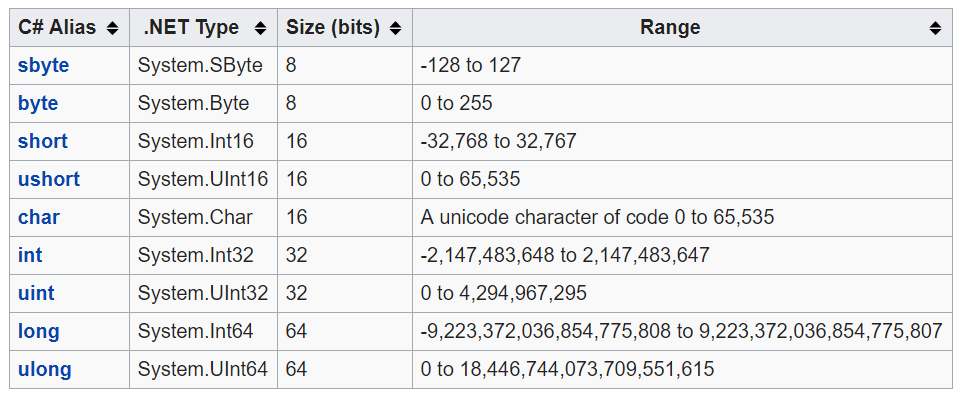 C# Alias .NET Type Size (bits) Range
sbyte System.SByte 8 -128 to 127
byte System.Byte 8 0 to 255
short System.Int16 16 -32,768 to 32,767
ushort System.UInt16 16 0 to 65,535
char System.Char 16 A unicode character of code 0 to 65,535
int System.Int32 32 -2,147,483,648 to 2,147,483,647
uint System.UInt32 32 0 to 4,294,967,295
long System.Int64 64 -9,223,372,036,854,775,808 to 9,223,372,036,854,775,807
ulong System.UInt64 64 0 to 18,446,744,073,709,551,615